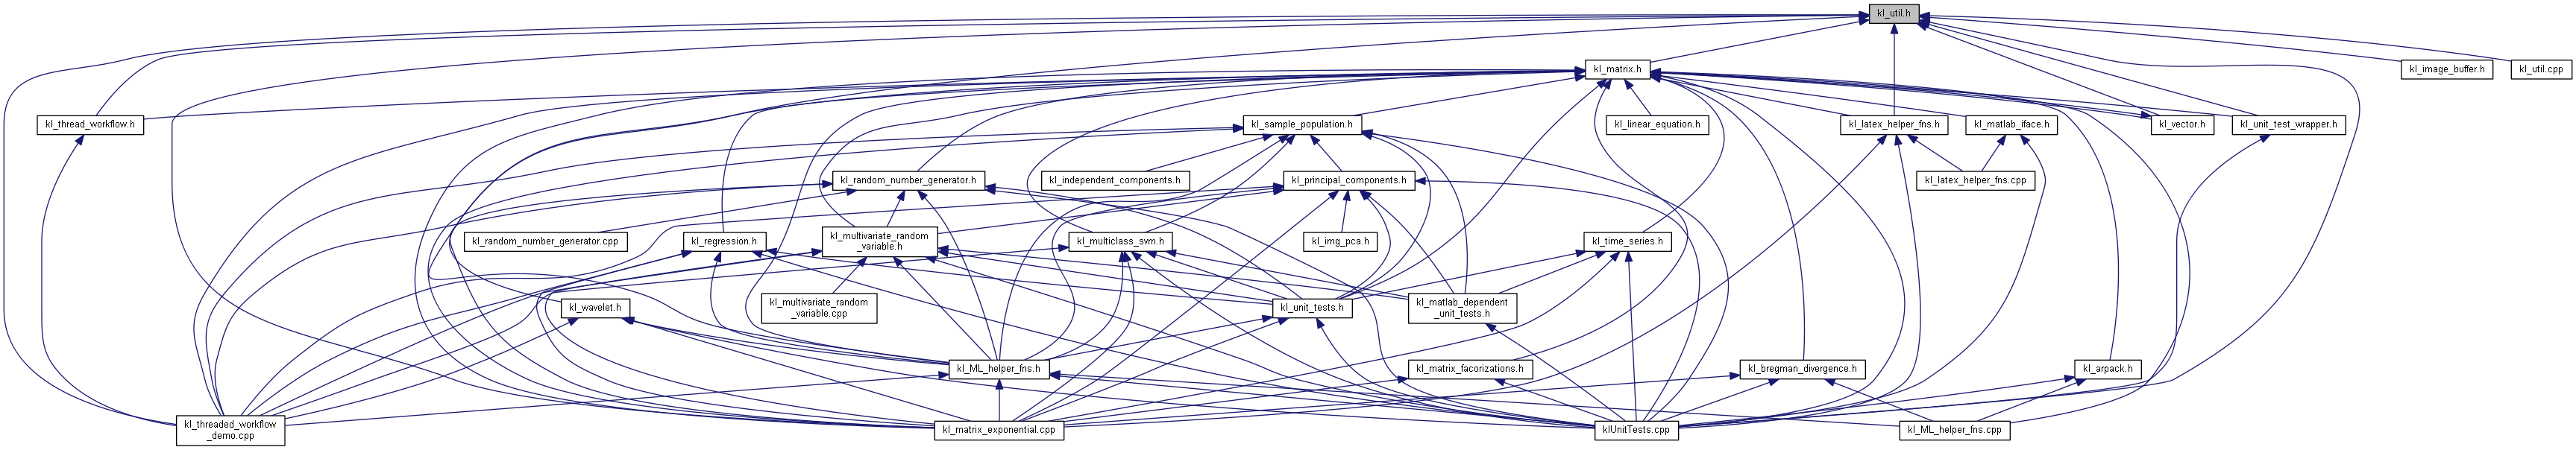 kl_util.h
kl_matrix.h
kl_image_buffer.h
kl_util.cpp
kl_thread_workflow.h
kl_sample_population.h
kl_linear_equation.h
kl_latex_helper_fns.h
kl_matlab_iface.h
kl_vector.h
kl_unit_test_wrapper.h
kl_random_number_generator.h
kl_independent_components.h
kl_principal_components.h
kl_latex_helper_fns.cpp
kl_random_number_generator.cpp
kl_regression.h
kl_multivariate_random
_variable.h
kl_multiclass_svm.h
kl_img_pca.h
kl_time_series.h
kl_wavelet.h
kl_multivariate_random
_variable.cpp
kl_unit_tests.h
kl_matlab_dependent
_unit_tests.h
kl_ML_helper_fns.h
kl_matrix_facorizations.h
kl_bregman_divergence.h
kl_arpack.h
kl_threaded_workflow
_demo.cpp
kl_matrix_exponential.cpp
klUnitTests.cpp
kl_ML_helper_fns.cpp